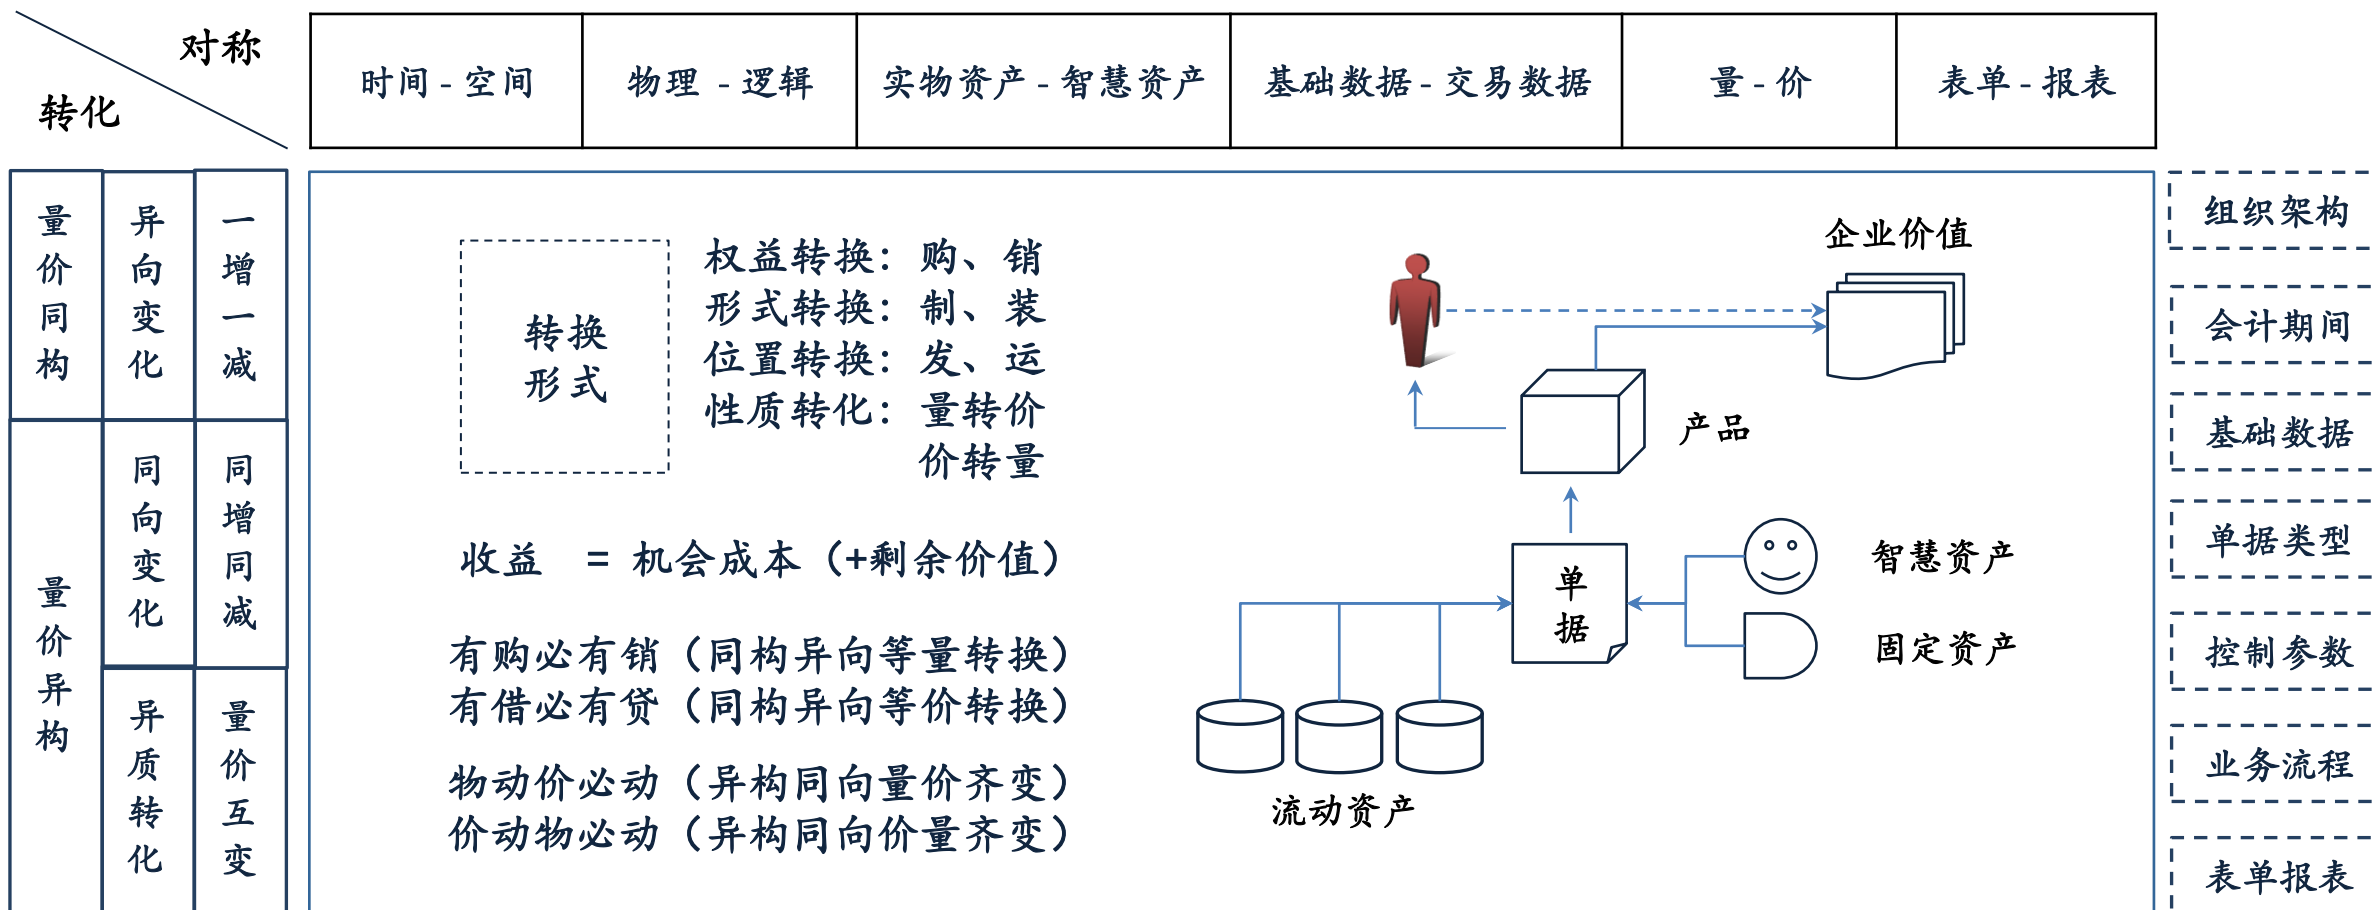 对称
转化
时间 - 空间
物理 - 逻辑
实物资产 - 智慧资产
基础数据 - 交易数据
量 - 价
表单 - 报表
量价同构
异向变化
一增一减
量价异构
同向变化
同增同减
异质转化
量价互变
转换
形式
权益转换：购、销
形式转换：制、装
位置转换：发、运
性质转化：量转价
价转量
收益 = 机会成本（+剩余价值）
有购必有销（同构异向等量转换）
有借必有贷（同构异向等价转换）
物动价必动（异构同向量价齐变）
价动物必动（异构同向价量齐变）
企业价值
产品
单据
智慧资产
固定资产
流动资产
组织架构
会计期间
基础数据
单据类型
控制参数
业务流程
表单报表